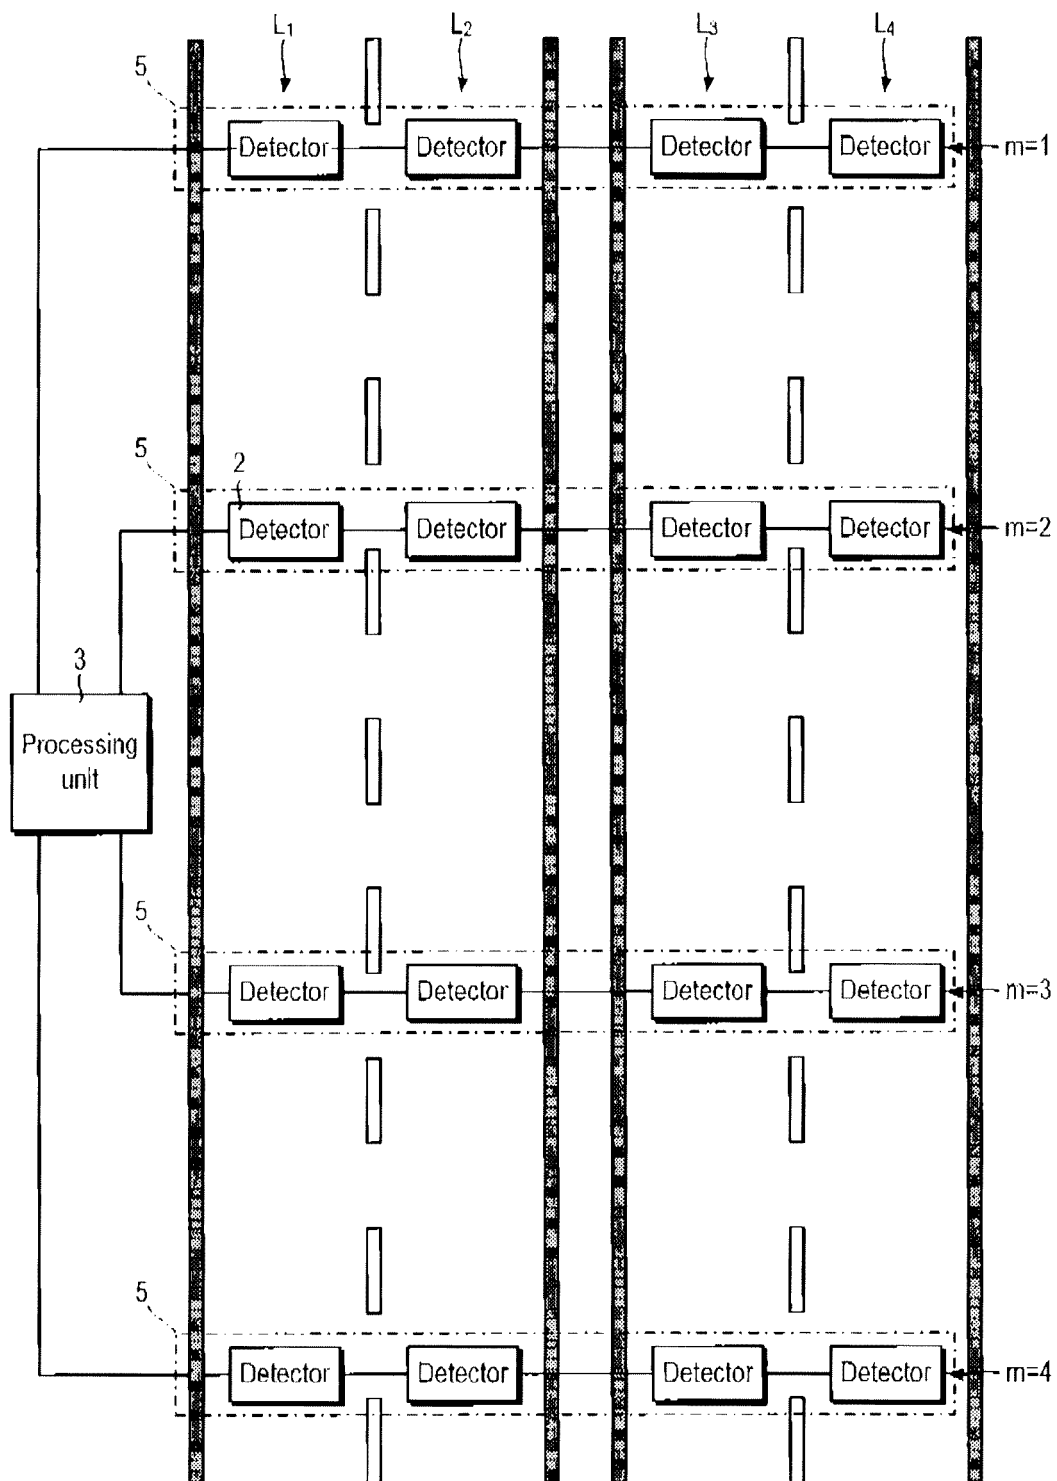 L₁ L₂ L₃ L₄
5
Detector Detector Detector Detector m=1
5
2
Detector Detector Detector Detector m=2
3
Processing
unit
5
Detector Detector Detector Detector m=3
5
Detector Detector Detector Detector m=4